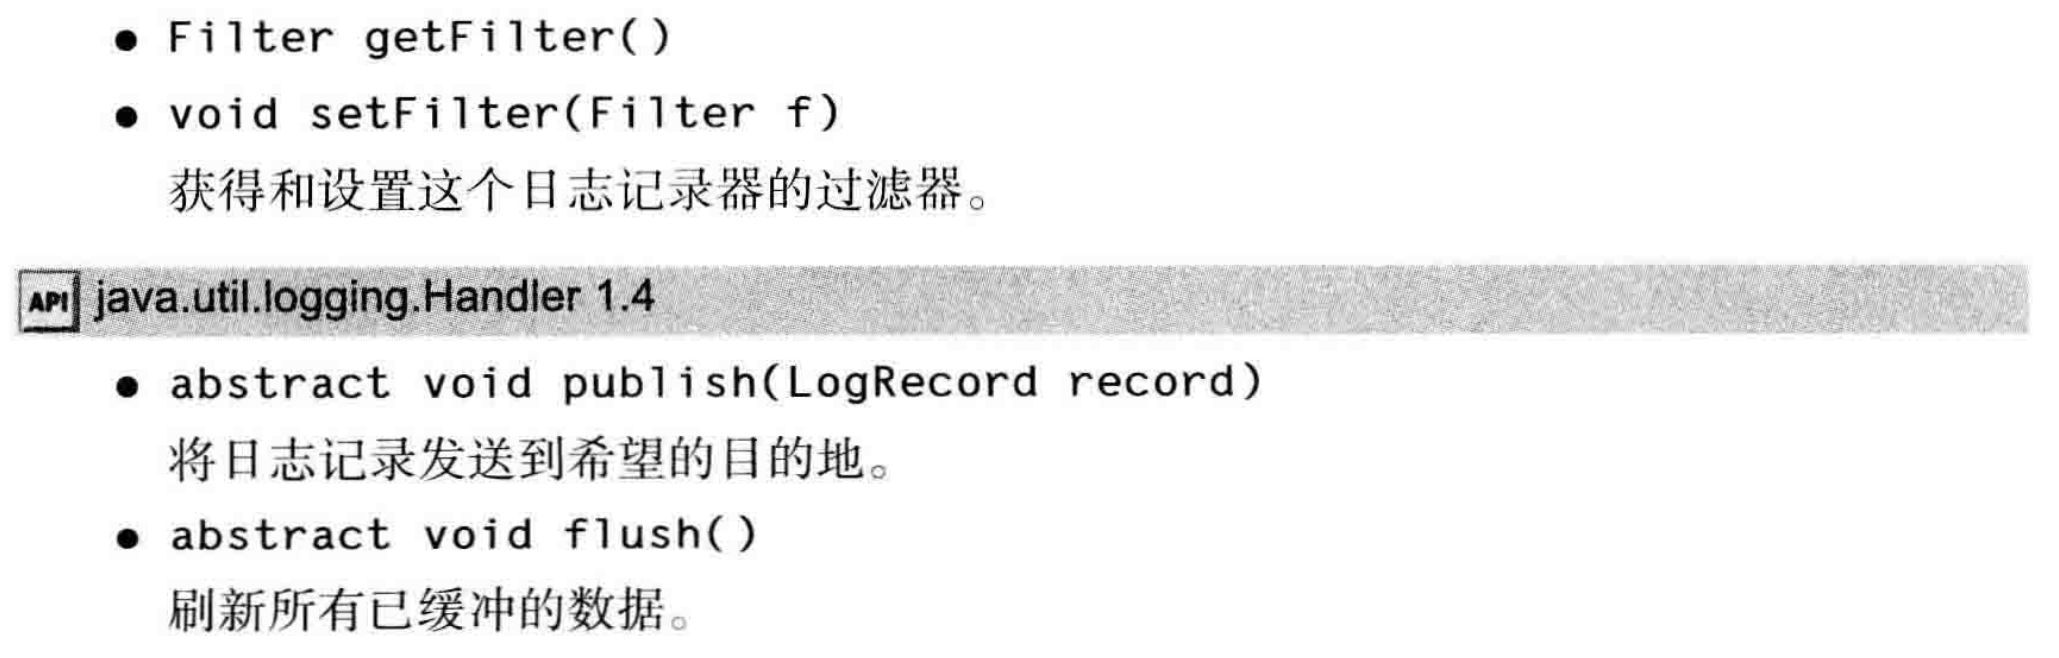 ● Filter getFilter()
● void setFilter(Filter f)
获得和设置这个日志记录器的过滤器。
API java.util.logging.Handler 1.4
● abstract void publish(LogRecord record)
将日志记录发送到希望的目的地。
● abstract void flush()
刷新所有已缓冲的数据。